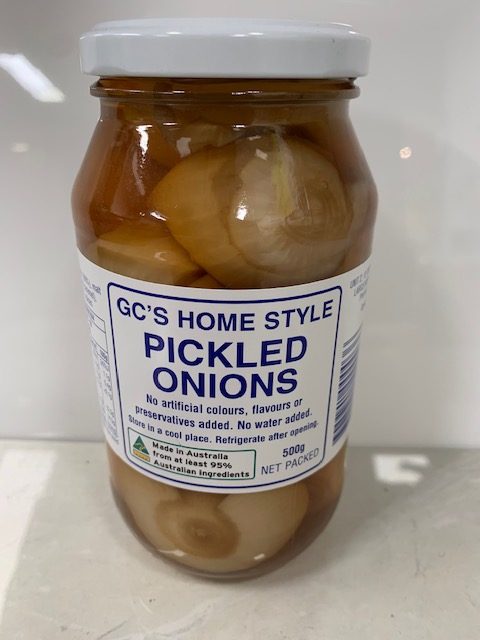 GC'S HOME STYLE
PICKLED
ONIONS
No artificial colours, flavours or
preservatives added. No water added.
Store in a cool place. Refrigerate after opening.
Made in Australia
from at least 95%
Australian ingredients
500g
NET PACKED